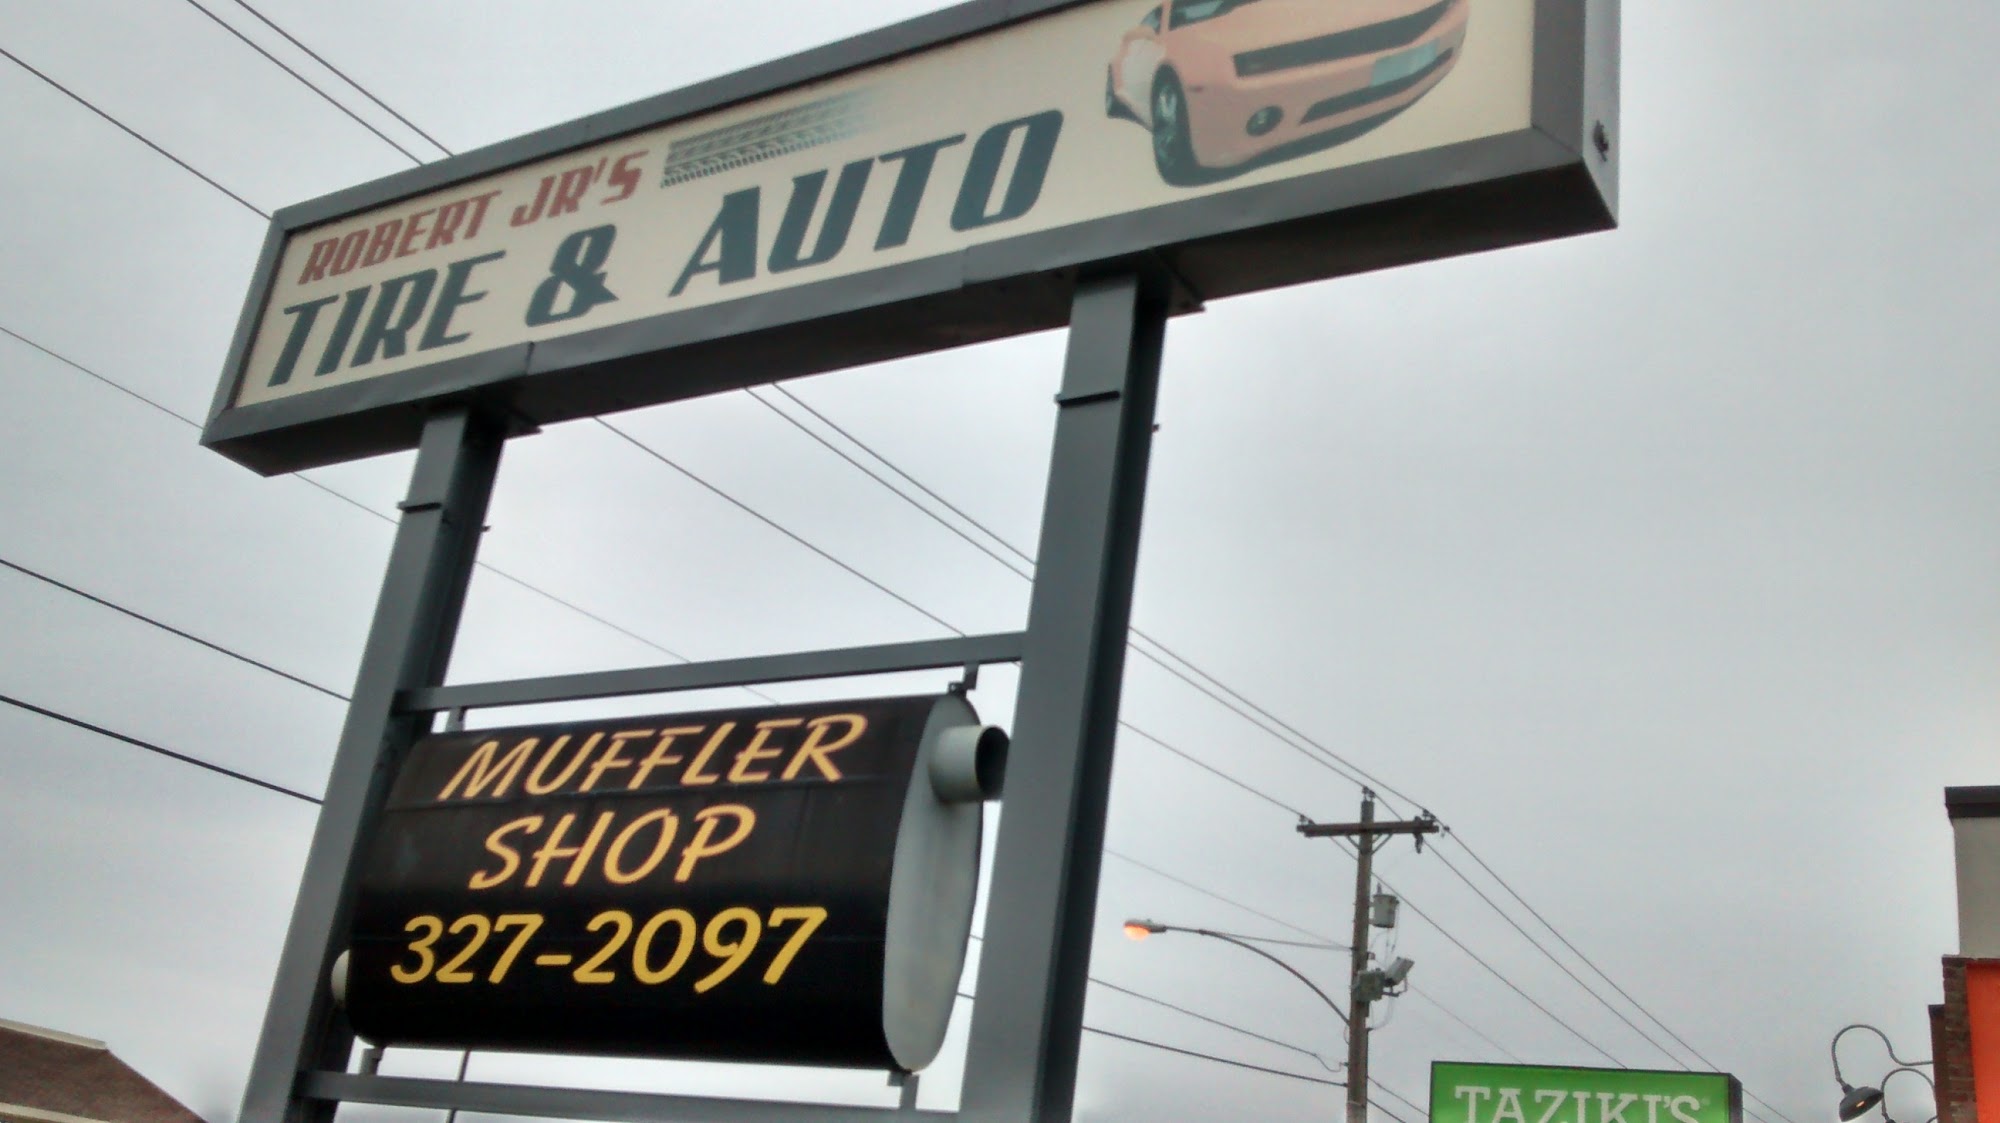 ROBERT JR'S
TIRE & AUTO
MUFFLER
SHOP
327-2097
TAZIKI'S